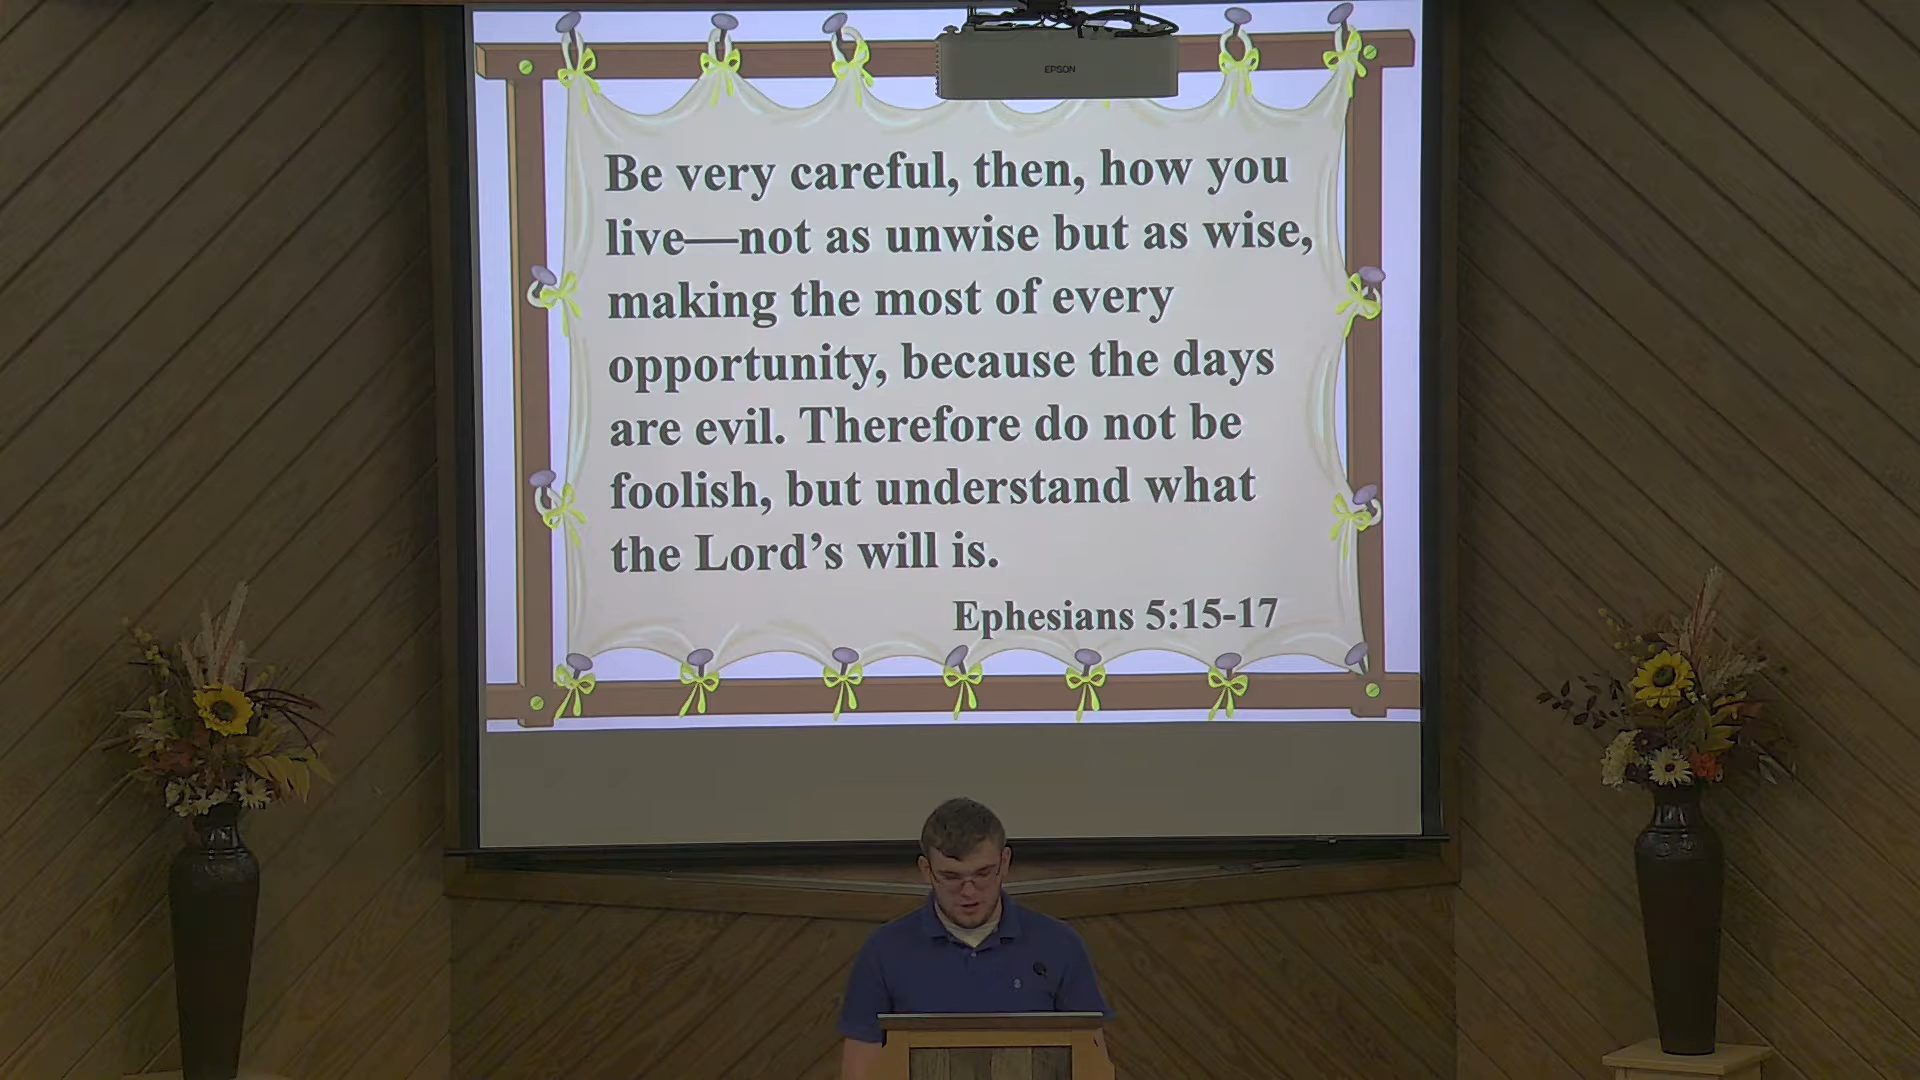 EPSON
Be very careful, then, how you
live—not as unwise but as wise,
making the most of every
opportunity, because the days
are evil. Therefore do not be
foolish, but understand what
the Lord’s will is.
Ephesians 5:15-17